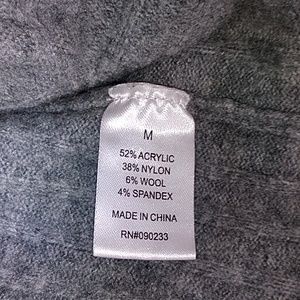 M
52% ACRYLIC
38% NYLON
6% WOOL
4% SPANDEX
MADE IN CHINA
RN#090233